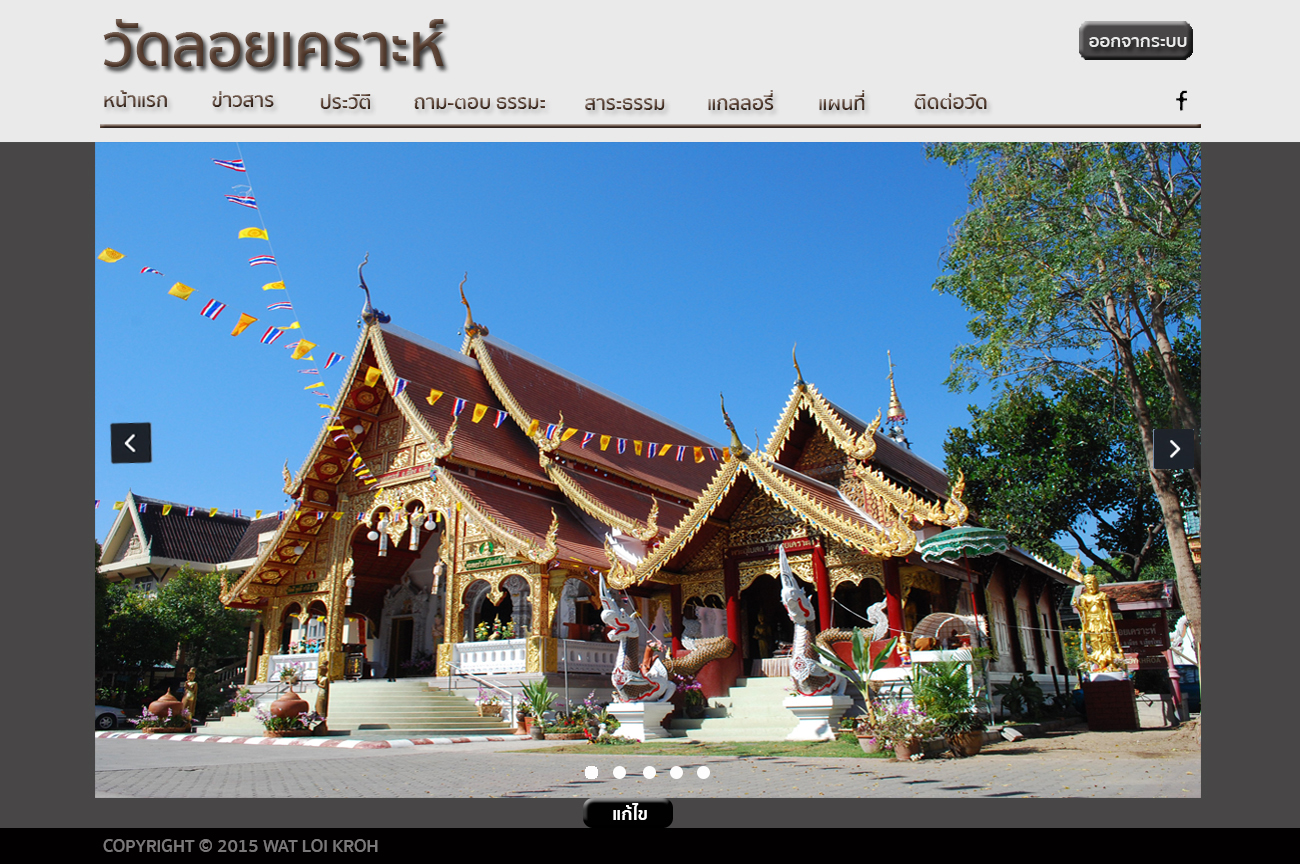 วัดลอยเคราะห์
ออกจากระบบ
หน้าแรก ข่าวสาร ประวัติ ถาม-ตอบ ธรรมะ สาระธรรม แกลลอรี่ แผนที่ ติดต่อวัด f
แก้ไข
COPYRIGHT © 2015 WAT LOI KROH